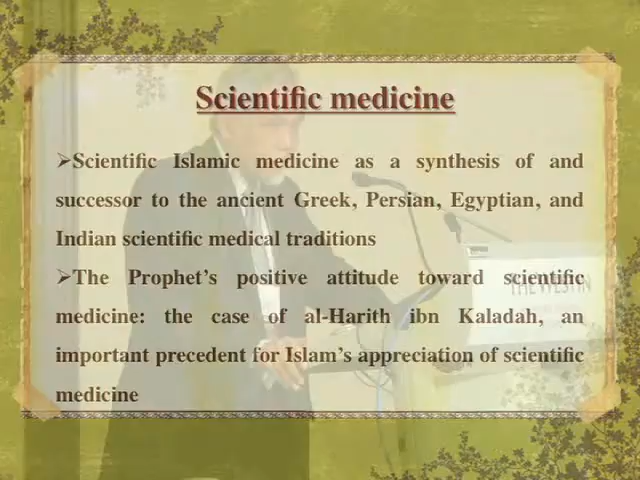 Scientific medicine
➢Scientific Islamic medicine as a synthesis of and
successor to the ancient Greek, Persian, Egyptian, and
Indian scientific medical traditions
➢The Prophet's positive attitude toward scientific
medicine: the case of al-Harith ibn Kaladah, an
important precedent for Islam's appreciation of scientific
medicine
THE WESTIN